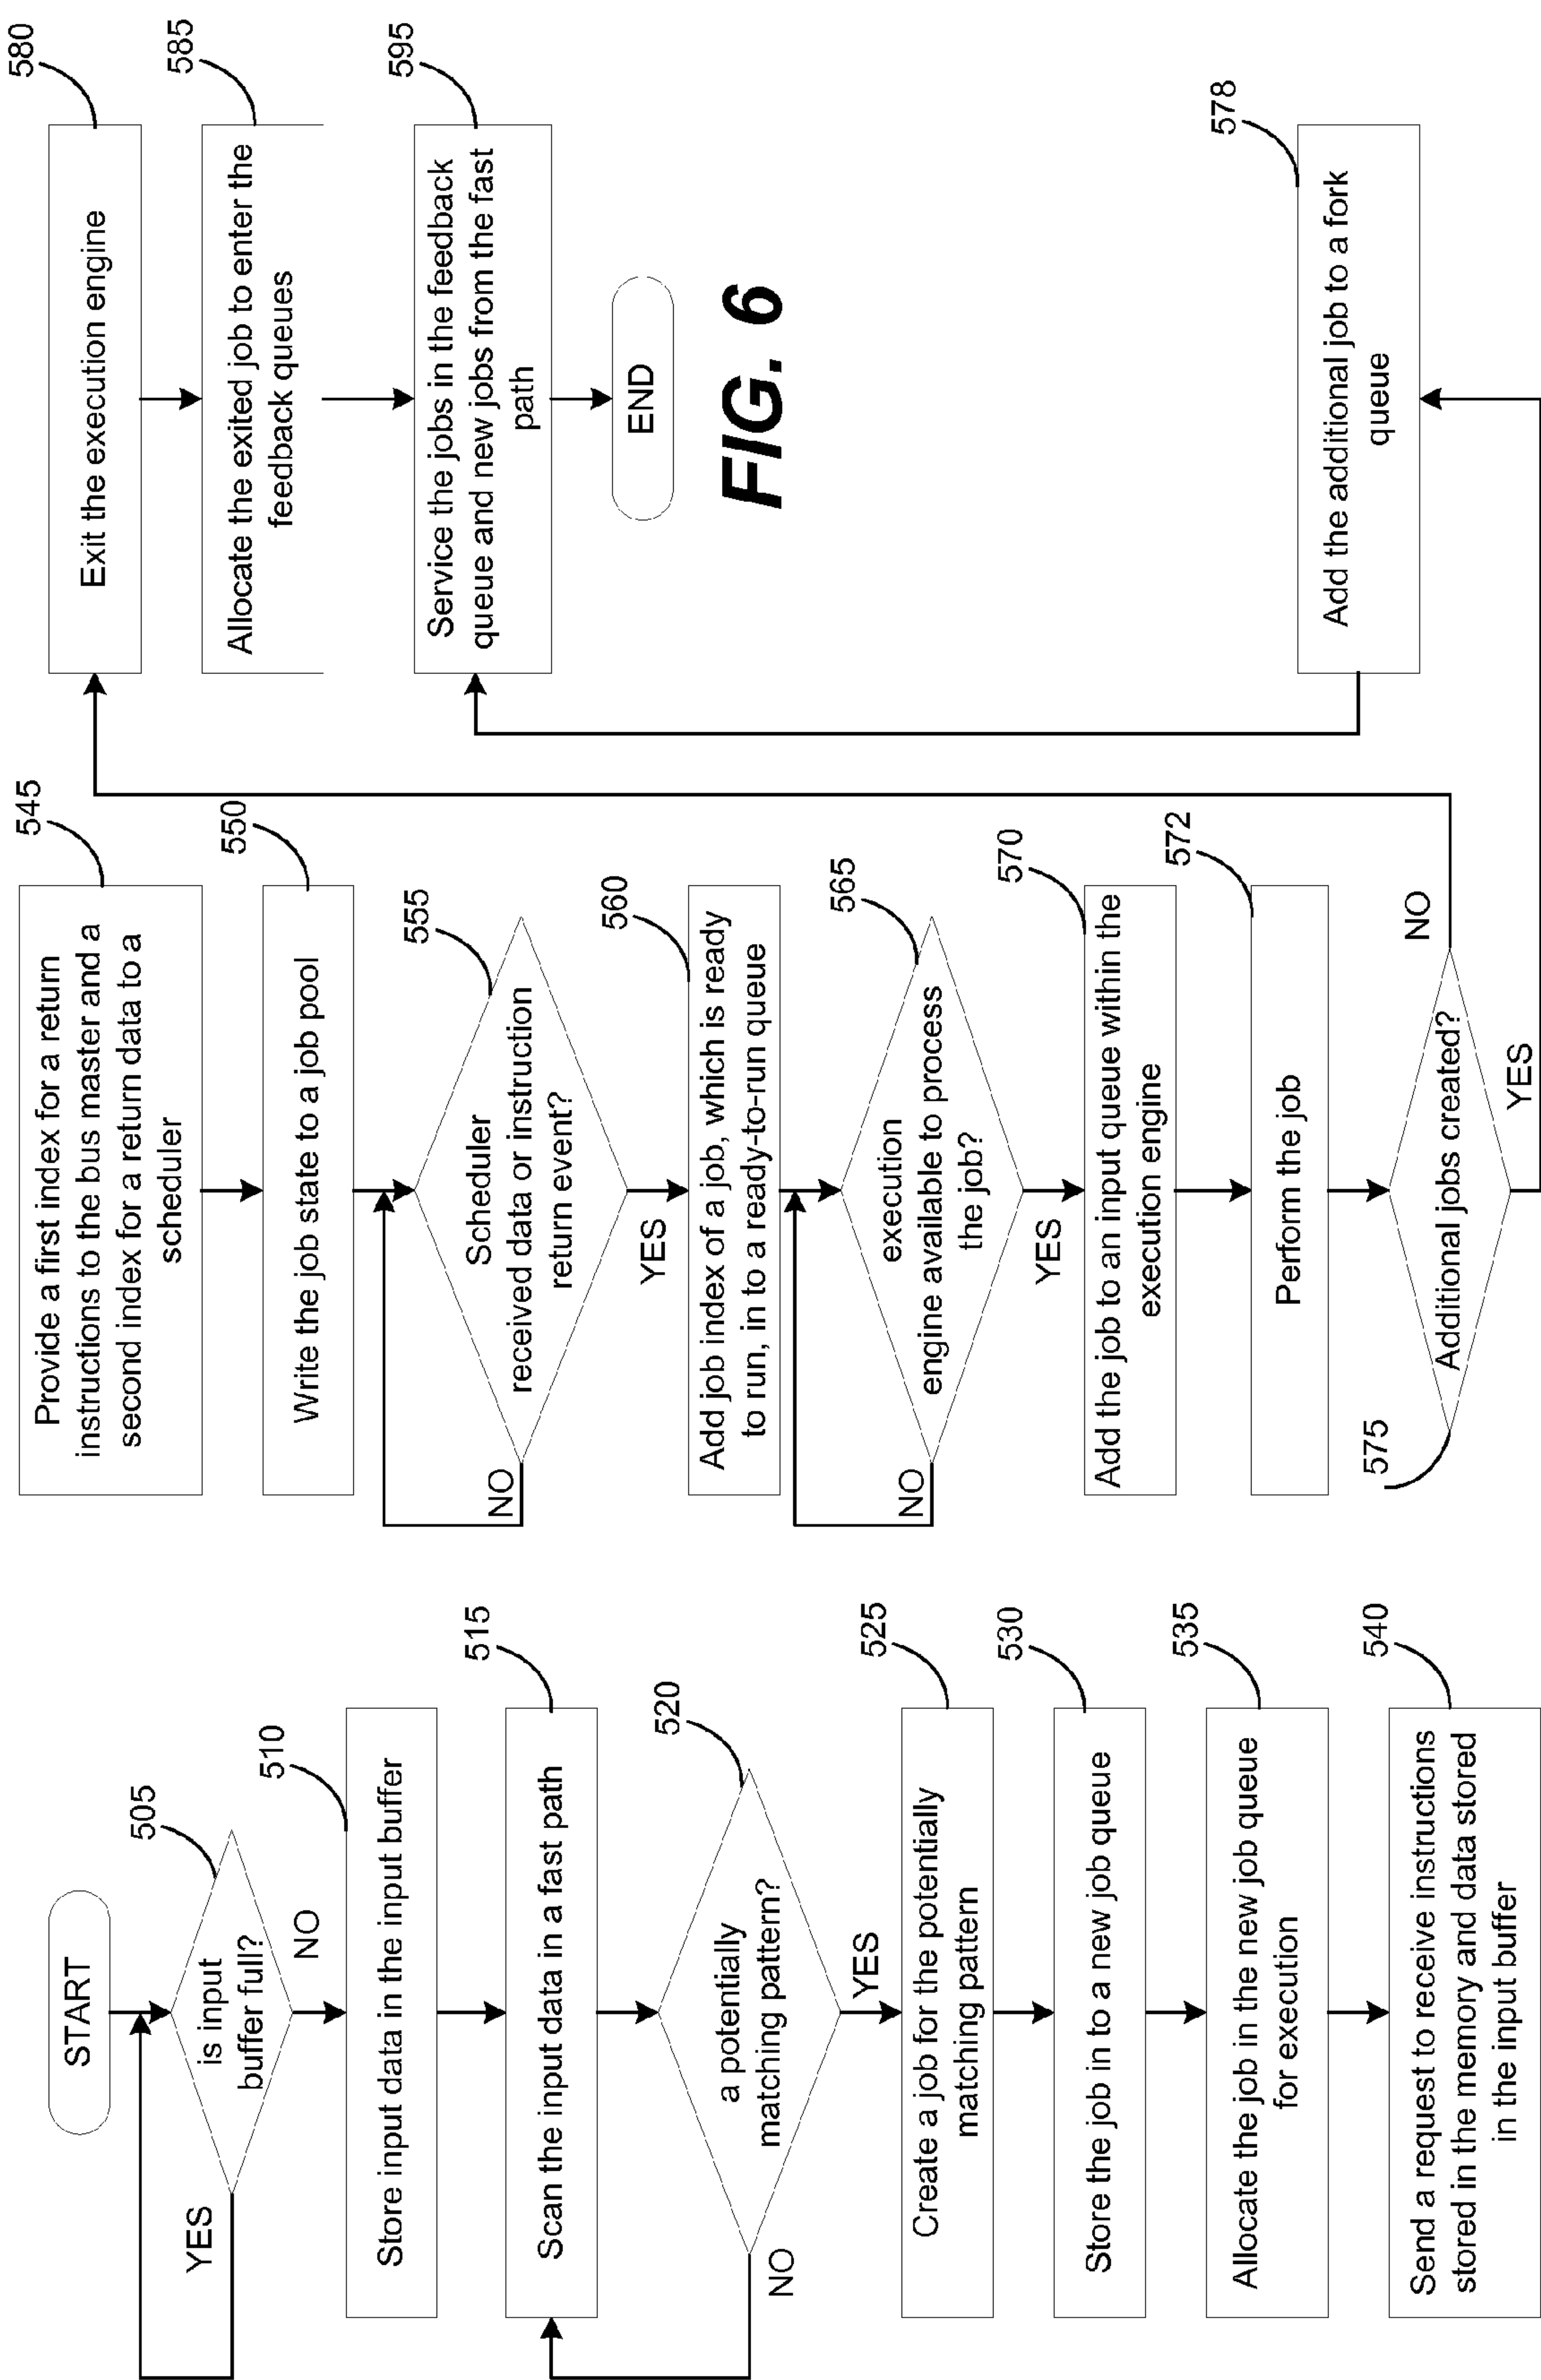 START
505
is input
buffer full?
YES
NO
510
Store input data in the input buffer
515
Scan the input data in a fast path
520
a potentially
matching pattern?
NO
YES
525
Create a job for the potentially
matching pattern
530
Store the job in to a new job queue
535
Allocate the job in the new job queue
for execution
540
Send a request to receive instructions
stored in the memory and data stored
in the input buffer
545
Provide a first index for a return
instructions to the bus master and a
second index for a return data to a
scheduler
550
Write the job state to a job pool
555
Scheduler
received data or instruction
return event?
NO
YES
560
Add job index of a job, which is ready
to run, in to a ready-to-run queue
565
execution
engine available to process
the job?
NO
YES
570
Add the job to an input queue within the
execution engine
572
Perform the job
575
Additional jobs created?
NO
YES
580
Exit the execution engine
585
Allocate the exited job to enter the
feedback queues
595
Service the jobs in the feedback
queue and new jobs from the fast
path
END
FIG. 6
578
Add the additional job to a fork
queue